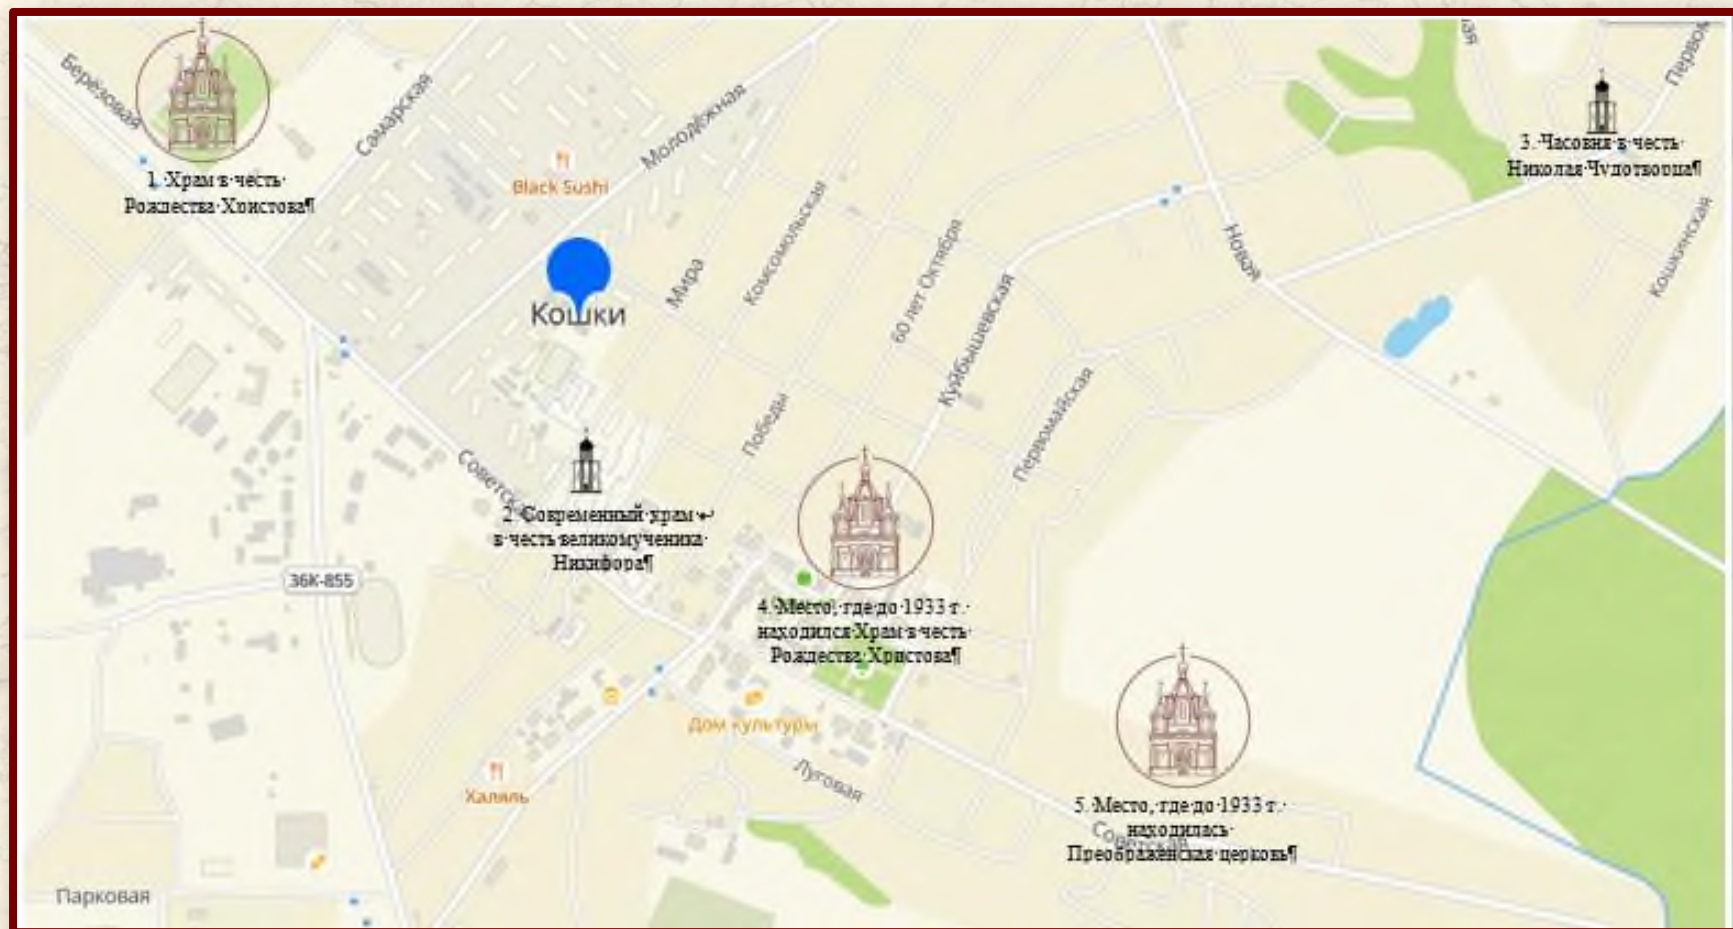 Берёзовая
Самарская
Молодёжная
Black Sushi
1. Храм в честь
Рождества Христова¶
Кошки
Мира
Комсомольская
60 лет Октября
Куйбышевская
Новая
Первом
ая
3. Часовня в честь
Николая Чудотворца¶
Кошкинская
Победы
Первомайская
Советская
2. Современный храм ↵
в честь великомученика
Никифора¶
36К-855
4. Место, где до 1933 г.
находился Храм в честь
Рождества Христова¶
Дом культуры
Халяль
Луговая
5. Место, где до 1933 г.
находилась
Преображенская церковь¶
Советская
Парковая